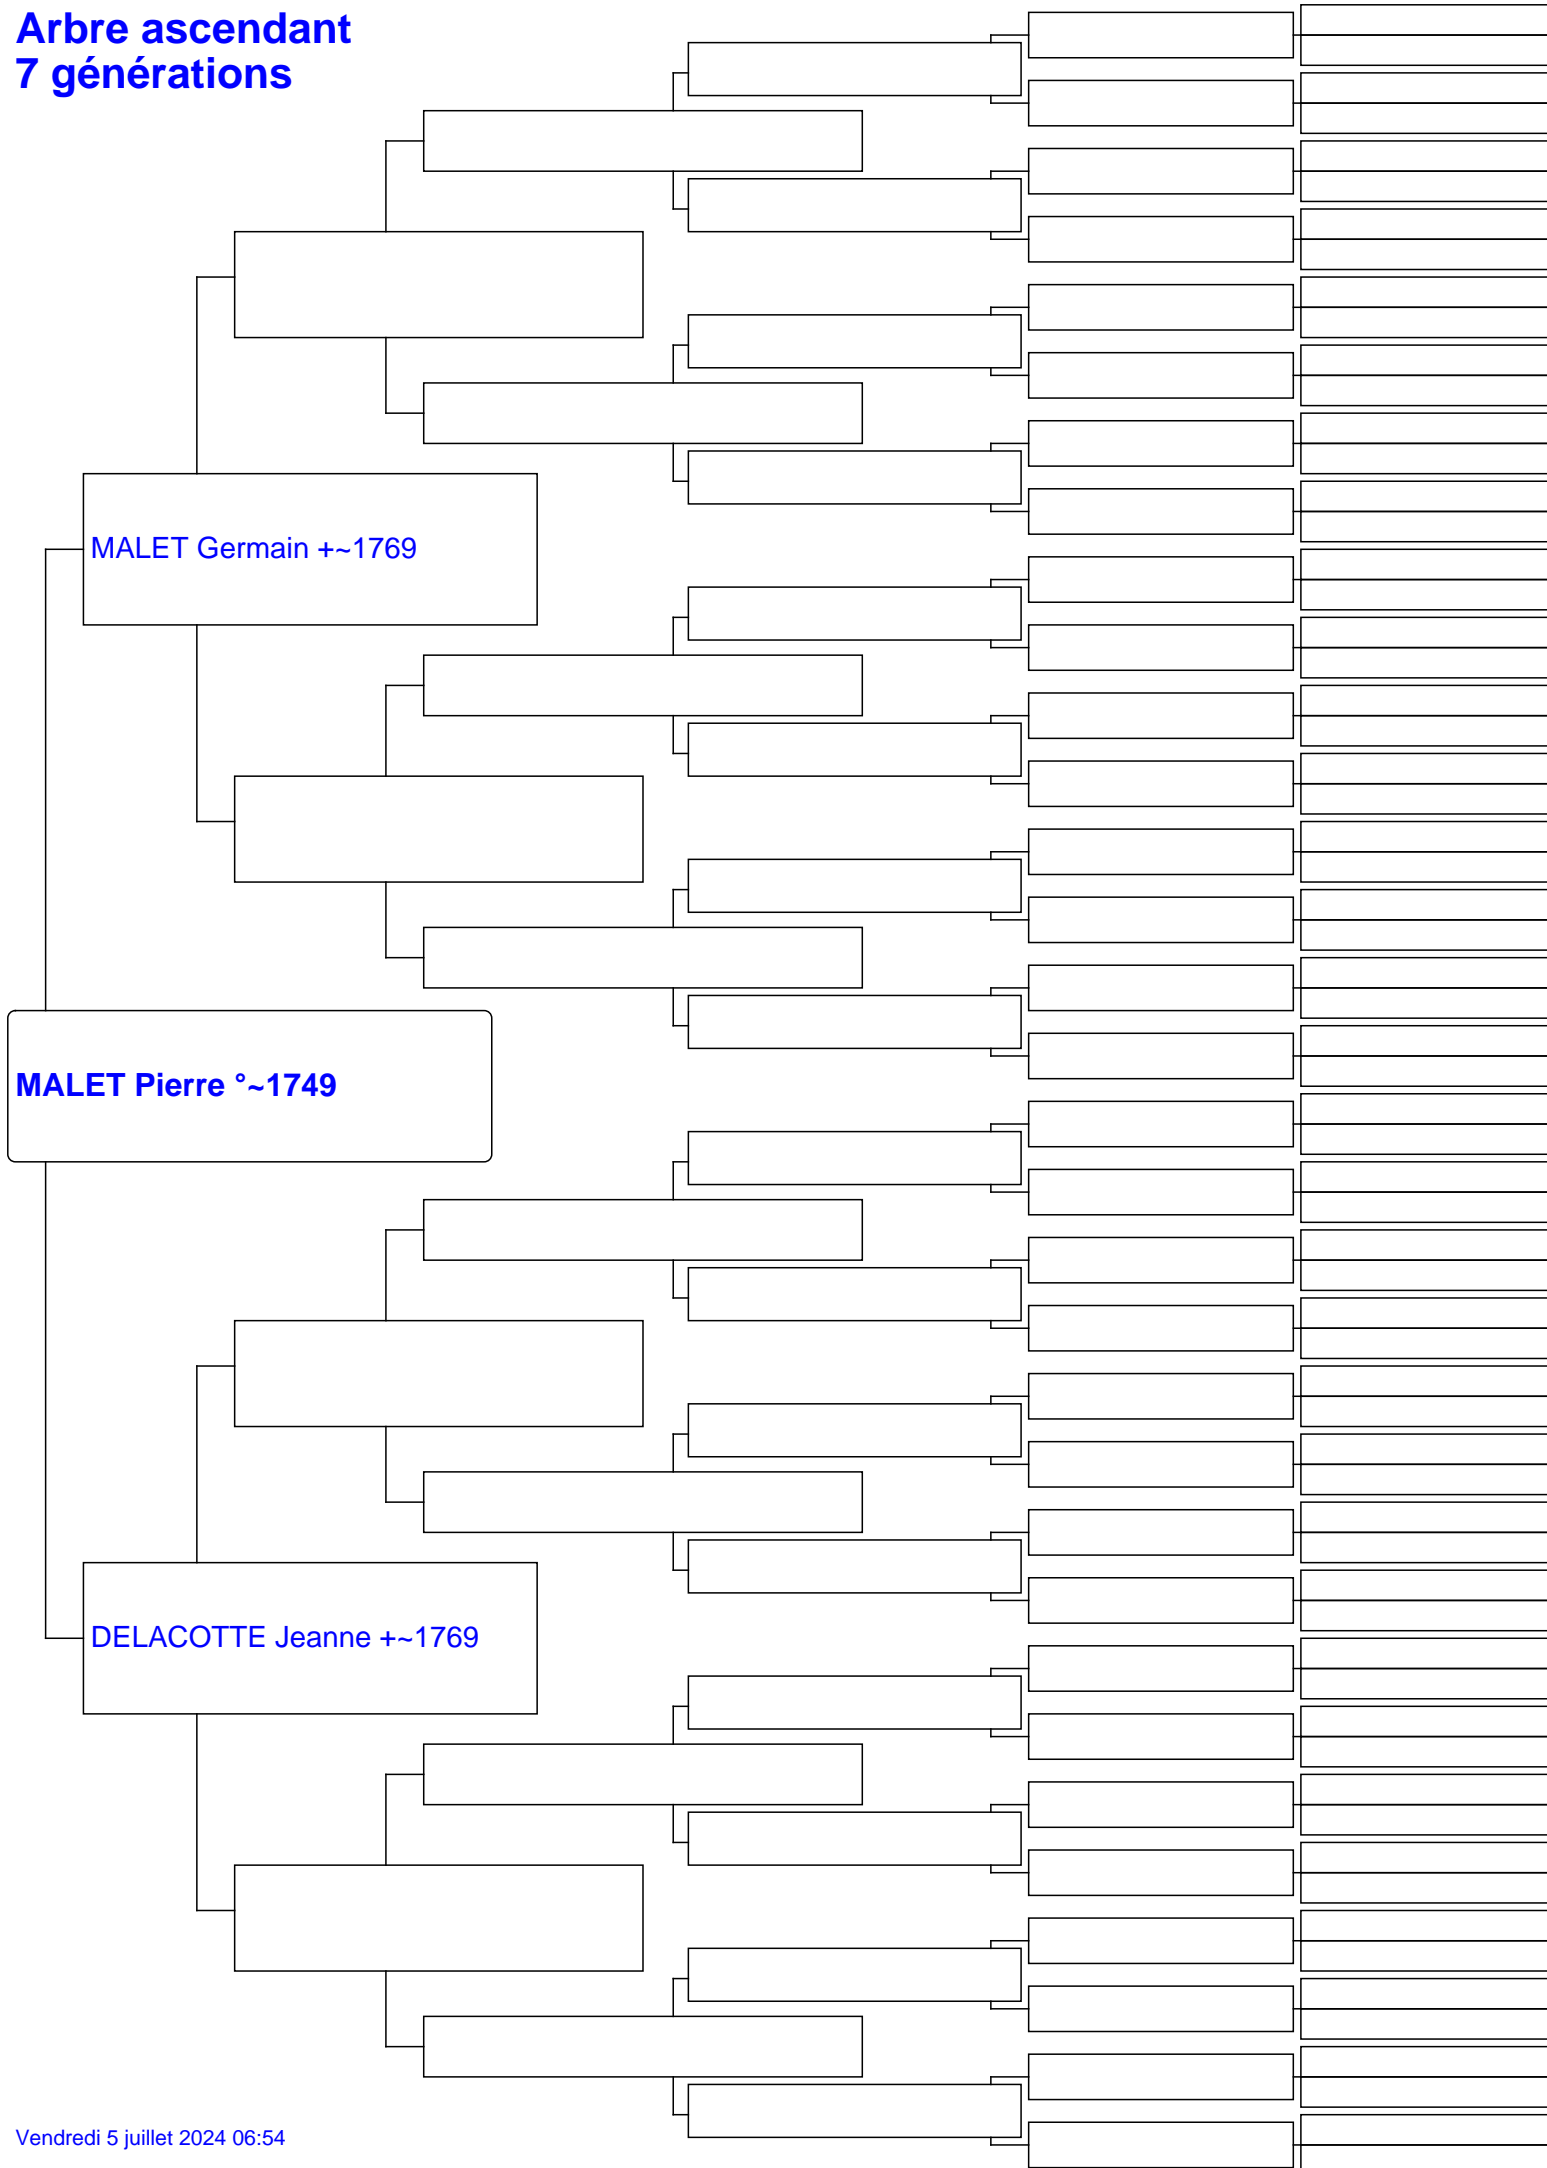 Arbre ascendant
7 générations
MALET Germain +~1769
MALET Pierre °~1749
DELACOTTE Jeanne +~1769
Vendredi 5 juillet 2024 06:54